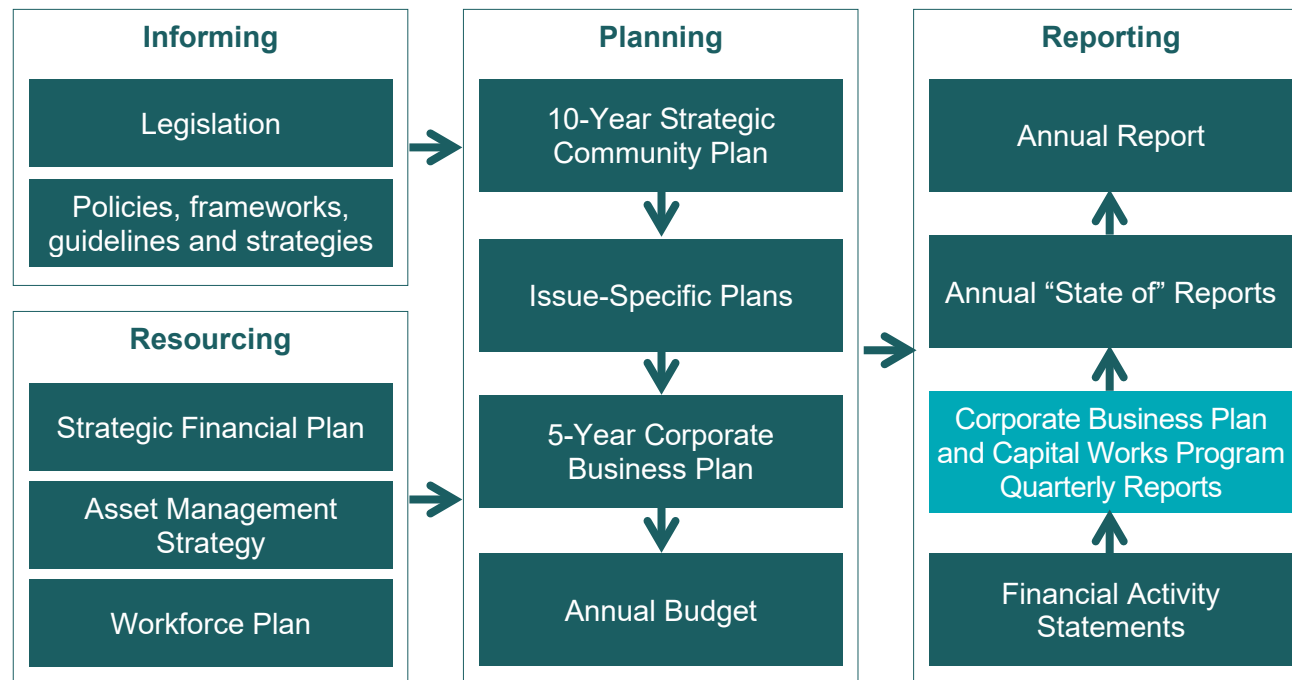 Informing
Legislation
Policies, frameworks,
guidelines and strategies
Resourcing
Strategic Financial Plan
Asset Management
Strategy
Workforce Plan
Planning
10-Year Strategic
Community Plan
Issue-Specific Plans
5-Year Corporate
Business Plan
Annual Budget
Reporting
Annual Report
Annual “State of” Reports
Corporate Business Plan
and Capital Works Program
Quarterly Reports
Financial Activity
Statements